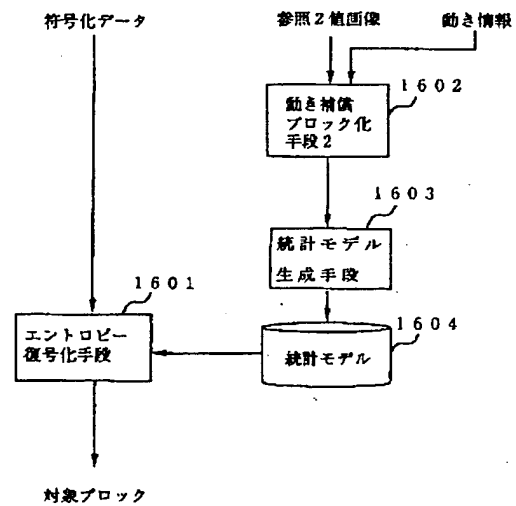 符号化データ
参照2値画像
動き情報
1602
動き補償
ブロック化
手段2
1603
統計モデル
生成手段
1601
1604
エントロピー
復号化手段
統計モデル
対象ブロック